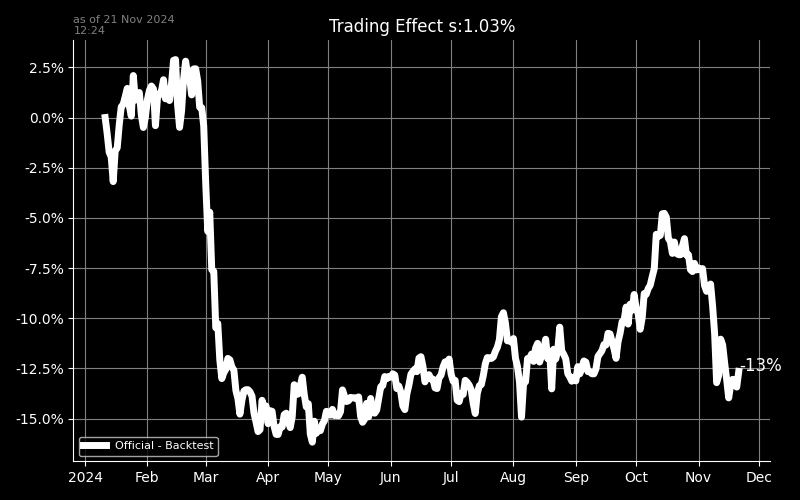 as of 21 Nov 2024
12:24
Trading Effect s:1.03%
2.5%
0.0%
-2.5%
-5.0%
-7.5%
-10.0%
-12.5%
-15.0%
-13%
Official - Backtest
2024 Feb Mar Apr May Jun Jul Aug Sep Oct Nov Dec